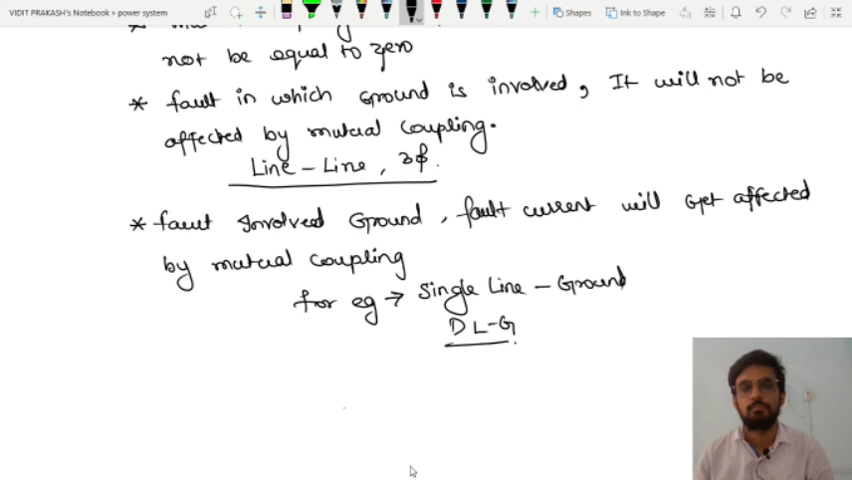 VIDIT PRAKASH's Notebook » power system
Shapes
Ink to Shape
not be equal to zero
* fault in which Ground is involved, It will not be
affected by mutual coupling.
Line - Line, 3ϕ.
* fault Involved Ground, fault current will get affected
by mutual coupling
for eg → Single Line - Ground
DL-G